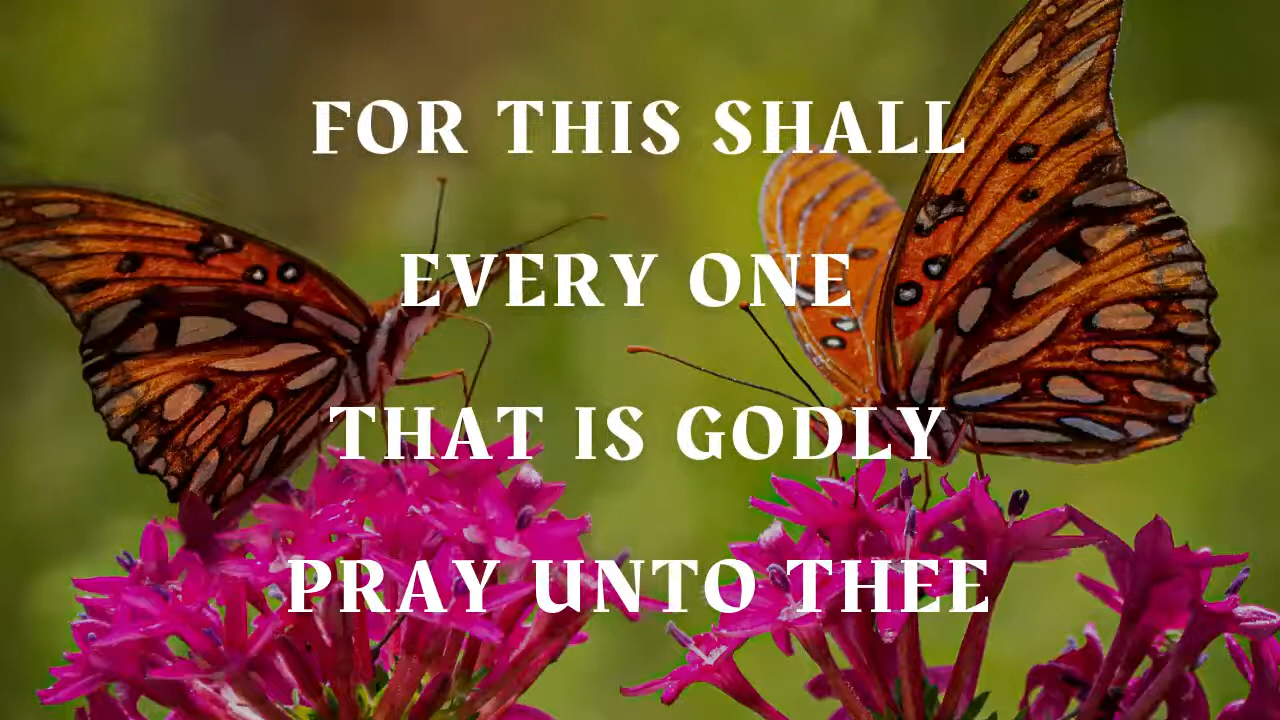 FOR THIS SHALL
EVERY ONE
THAT IS GODLY
PRAY UNTO THEE